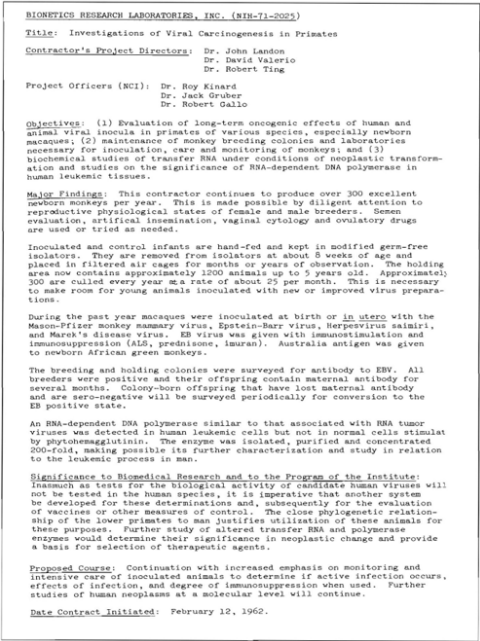 BIONETICS RESEARCH LABORATORIES, INC. (NIH-71-2025)
Title: Investigations of Viral Carcinogenesis in Primates
Contractor's Project Directors: Dr. John Landon
Dr. David Valerio
Dr. Robert Ting
Project Officers (NCI): Dr. Roy Kinard
Dr. Jack Gruber
Dr. Robert Gallo
Objectives: (1) Evaluation of long-term oncogenic effects of human and
animal viral inocula in primates of various species, especially newborn
macaques; (2) maintenance of monkey breeding colonies and laboratories
necessary for inoculation, care and monitoring of monkeys; and (3)
biochemical studies of transfer RNA under conditions of neoplastic transform-
ation and studies on the significance of RNA-dependent DNA polymerase in
human leukemic tissues.
Major Findings: This contractor continues to produce over 300 excellent
newborn monkeys per year. This is made possible by diligent attention to
reproductive physiological states of female and male breeders. Semen
evaluation, artifical insemination, vaginal cytology and ovulatory drugs
are used or tried as needed.
Inoculated and control infants are hand-fed and kept in modified germ-free
isolators. They are removed from isolators at about 8 weeks of age and
placed in filtered air cages for months or years of observation. The holding
area now contains approximately 1200 animals up to 5 years old. Approximately
300 are culled every year at a rate of about 25 per month. This is necessary
to make room for young animals inoculated with new or improved virus prepara-
tions.
During the past year macaques were inoculated at birth or in utero with the
Mason-Pfizer monkey mammary virus, Epstein-Barr virus, Herpesvirus saimiri,
and Marek's disease virus. EB virus was given with immunostimulation and
immunosuppression (ALS, prednisone, imuran). Australia antigen was given
to newborn African green monkeys.
The breeding and holding colonies were surveyed for antibody to EBV. All
breeders were positive and their offspring contain maternal antibody for
several months. Colony-born offspring that have lost maternal antibody
and are sero-negative will be surveyed periodically for conversion to the
EB positive state.
An RNA-dependent DNA polymerase similar to that associated with RNA tumor
viruses was detected in human leukemic cells but not in normal cells stimulat
by phytohemagglutinin. The enzyme was isolated, purified and concentrated
200-fold, making possible its further characterization and study in relation
to the leukemic process in man.
Significance to Biomedical Research and to the Program of the Institute:
Inasmuch as tests for the biological activity of candidate human viruses will
not be tested in the human species, it is imperative that another system
be developed for these determinations and, subsequently for the evaluation
of vaccines or other measures of control. The close phylogenetic relation-
ship of the lower primates to man justifies utilization of these animals for
these purposes. Further study of altered transfer RNA and polymerase
enzymes would determine their significance in neoplastic change and provide
a basis for selection of therapeutic agents.
Proposed Course: Continuation with increased emphasis on monitoring and
intensive care of inoculated animals to determine if active infection occurs,
effects of infection, and degree of immunosuppression when used. Further
studies of human neoplasms at a molecular level will continue.
Date Contract Initiated: February 12, 1962.